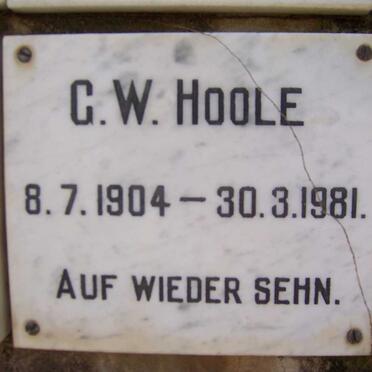 G. W. HOOLE
8. 7. 1904 – 30. 3. 1981.
AUF WIEDER SEHN.